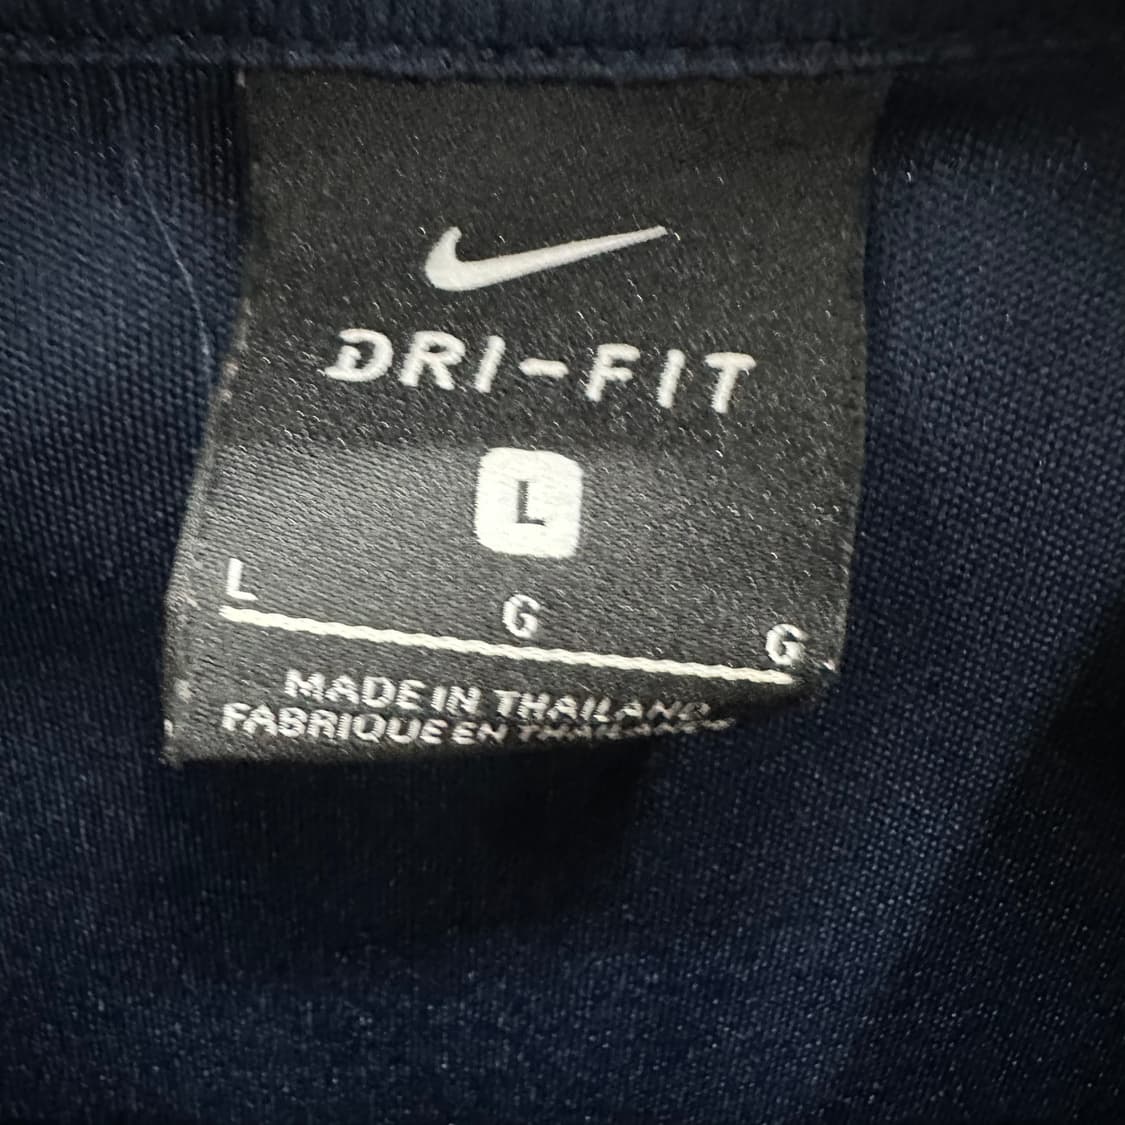 DRI-FIT
L
L G G
MADE IN THAILAND
FABRIQUE EN THAILANDE